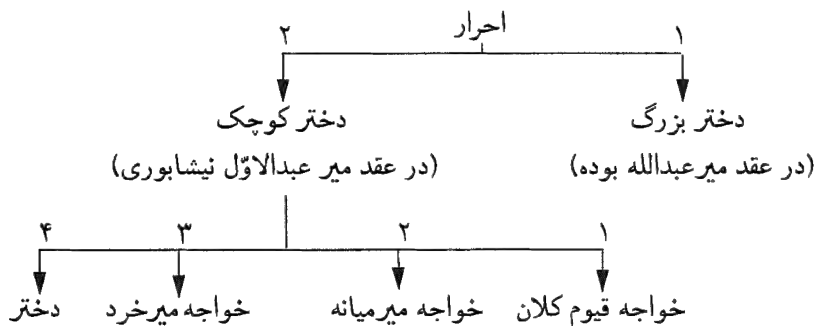 احرار
۱ ۲
دختر بزرگ دختر کوچک
(در عقد میرعبدالله بوده) (در عقد میر عبدالاوّل نیشابوری)
۱ ۲ ۳ ۴
خواجه قیوم کلان خواجه میرمیانه خواجه میرخرد دختر